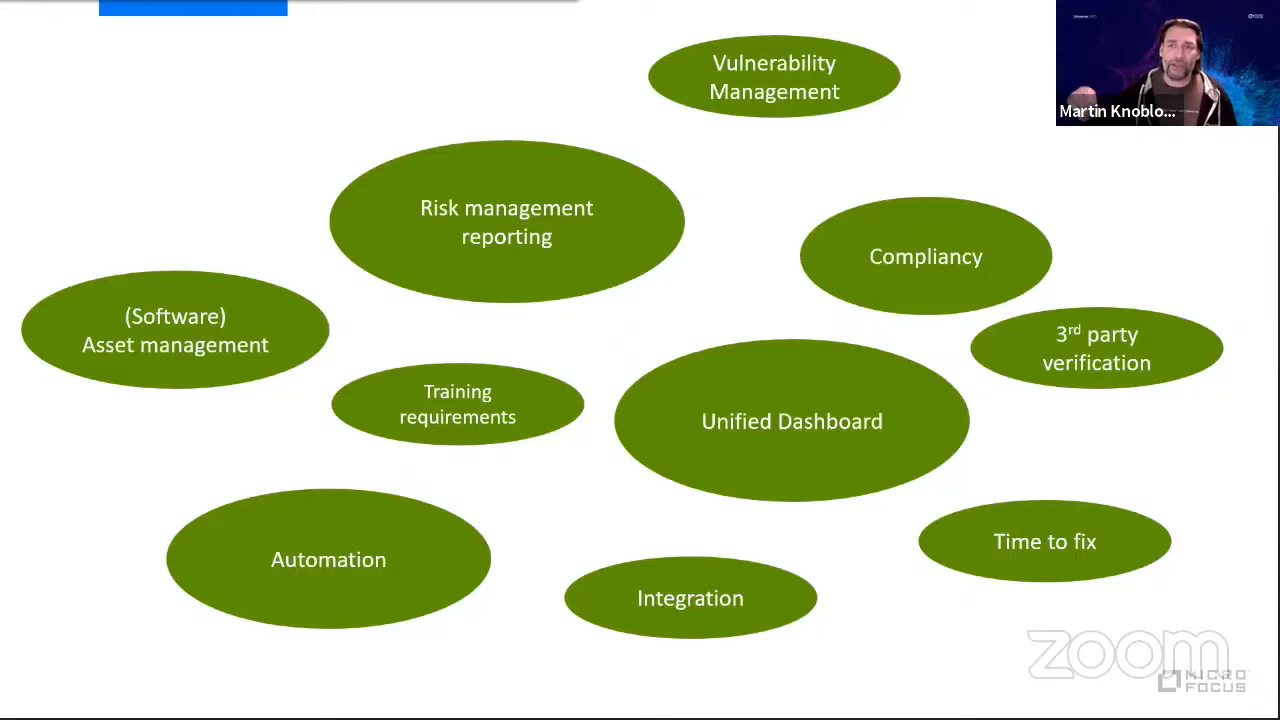 Vulnerability
Management
Martin Knoblo...
Risk management
reporting
Compliancy
(Software)
Asset management
3rd party
verification
Training
requirements
Unified Dashboard
Automation
Time to fix
Integration
zoom
MICRO
FOCUS